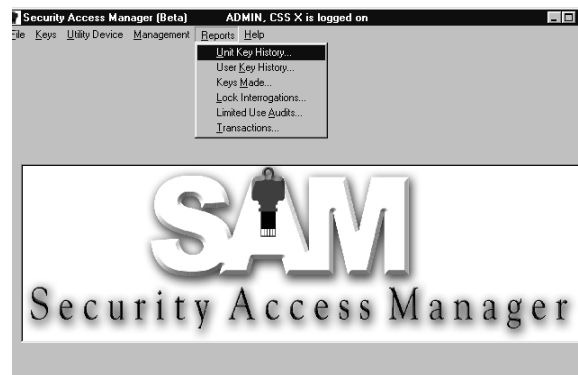 Security Access Manager (Beta) ADMIN, CSS X is logged on
File Keys Utility Device Management Reports Help
Unit Key History...
User Key History...
Keys Made...
Lock Interrogations...
Limited Use Audits...
Transactions...
SAM
Security Access Manager